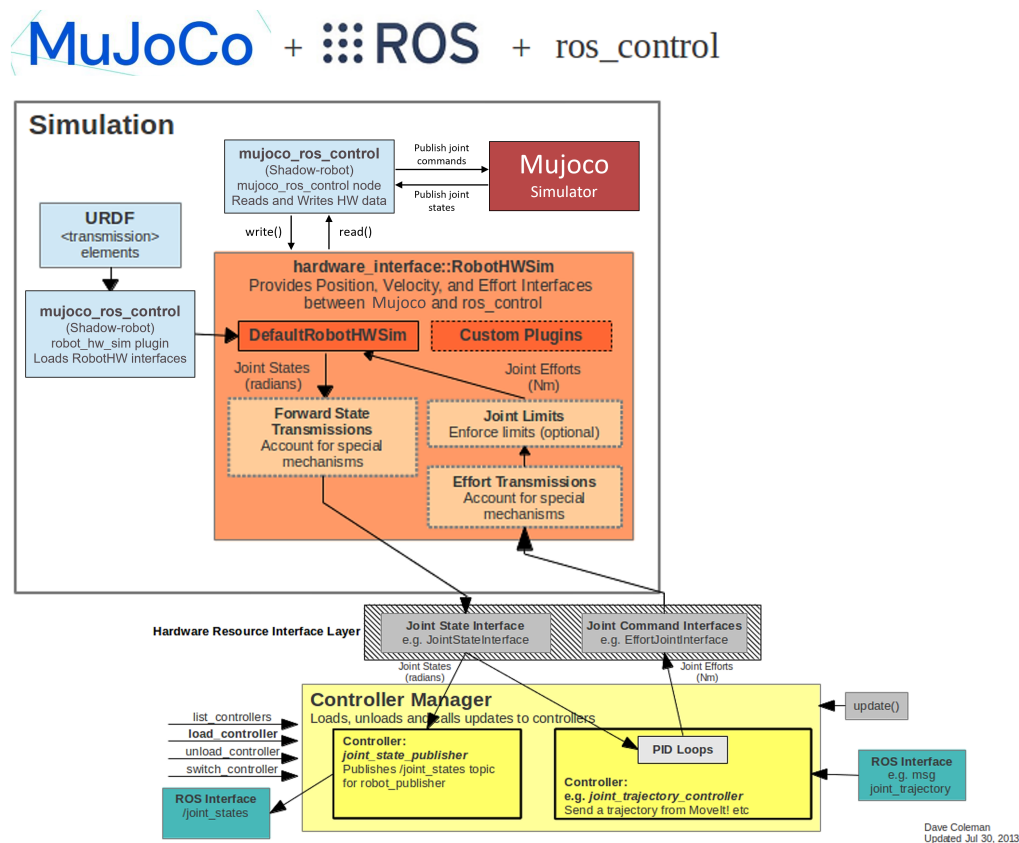 MuJoCo + ROS + ros_control
Simulation
mujoco_ros_control
(Shadow-robot)
mujoco_ros_control node
Reads and Writes HW data
Publish joint
commands
Publish joint
states
Mujoco
Simulator
URDF
<transmission>
elements
write()
read()
mujoco_ros_control
(Shadow-robot)
robot_hw_sim plugin
Loads RobotHW interfaces
hardware_interface::RobotHWSim
Provides Position, Velocity, and Effort Interfaces
between Mujoco and ros_control
DefaultRobotHWSim
Custom Plugins
Joint States
(radians)
Joint Efforts
(Nm)
Forward State
Transmissions
Account for special
mechanisms
Joint Limits
Enforce limits (optional)
Effort Transmissions
Account for special
mechanisms
Hardware Resource Interface Layer
Joint State Interface
e.g. JointStateInterface
Joint Command Interfaces
e.g. EffortJointInterface
Joint States
(radians)
Joint Efforts
(Nm)
Controller Manager
Loads, unloads and calls updates to controllers
update()
list_controllers
load_controller
unload_controller
switch_controller
Controller:
joint_state_publisher
Publishes /joint_states topic
for robot_publisher
PID Loops
Controller:
e.g. joint_trajectory_controller
Send a trajectory from MoveIt! etc
ROS Interface
e.g. msg
joint_trajectory
ROS Interface
/joint_states
Dave Coleman
Updated Jul 30, 2013